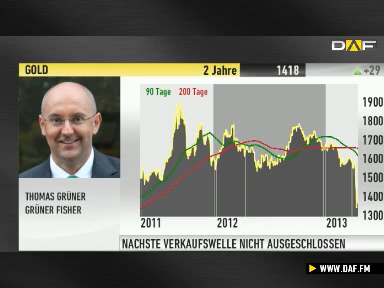 DAF
GOLD 2 Jahre 1418 +29
90 Tage 200 Tage
1900
1800
1700
1600
1500
1400
1300
2011 2012 2013
THOMAS GRÜNER
GRÜNER FISHER
NÄCHSTE VERKAUFSWELLE NICHT AUSGESCHLOSSEN
WWW.DAF.FM